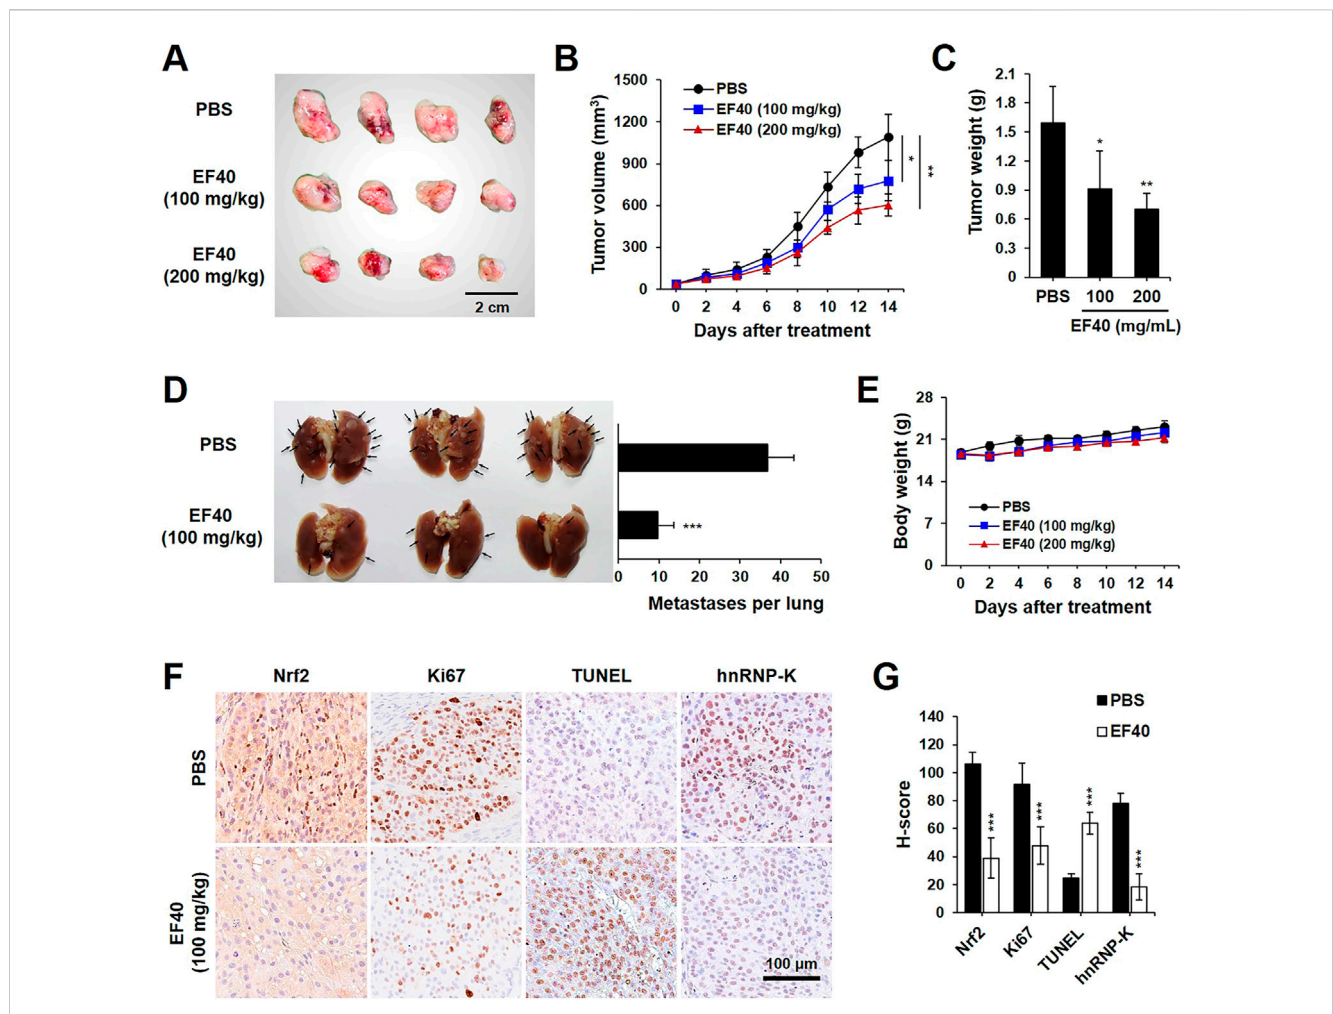 A
PBS
EF40
(100 mg/kg)
EF40
(200 mg/kg)
2 cm
B
Tumor volume (mm³)
1500
1200
900
600
300
0
PBS
EF40 (100 mg/kg)
EF40 (200 mg/kg)
*
**
0 2 4 6 8 10 12 14
Days after treatment
C
Tumor weight (g)
2.1
1.8
1.5
1.2
0.9
0.6
0.3
0
*
**
PBS 100 200
EF40 (mg/mL)
D
PBS
EF40
(100 mg/kg)
***
0 10 20 30 40 50
Metastases per lung
E
Body weight (g)
28
21
14
7
0
PBS
EF40 (100 mg/kg)
EF40 (200 mg/kg)
0 2 4 6 8 10 12 14
Days after treatment
F
Nrf2 Ki67 TUNEL hnRNP-K
PBS
EF40
(100 mg/kg)
100 µm
G
PBS
EF40
H-score
140
120
100
80
60
40
20
0
***
***
***
***
Nrf2 Ki67 TUNEL hnRNP-K